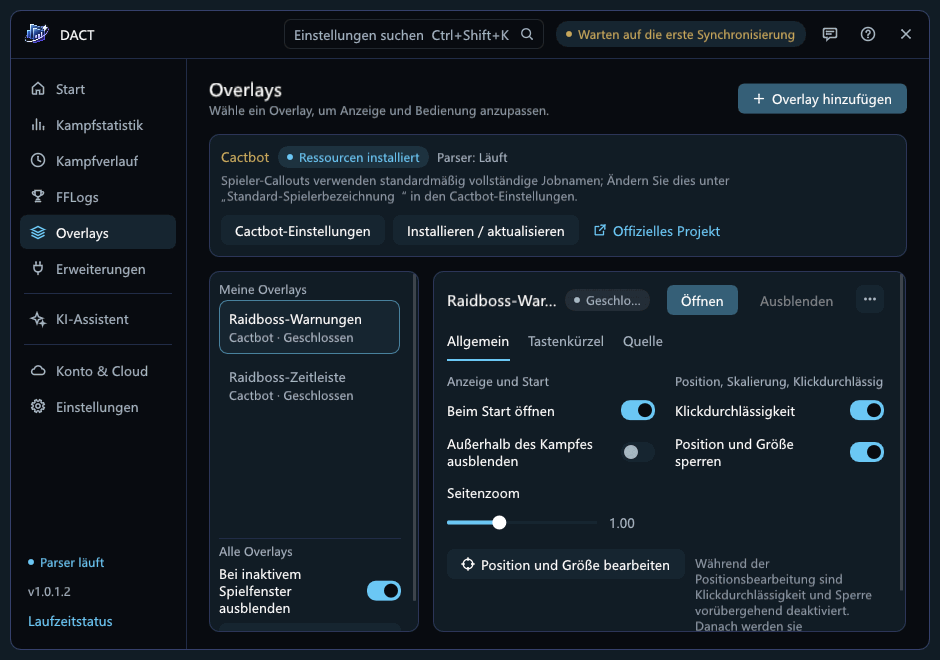 DACT
Einstellungen suchen Ctrl+Shift+K
Warten auf die erste Synchronisierung
Start
Kampfstatistik
Kampfverlauf
FFLogs
Overlays
Erweiterungen
KI-Assistent
Konto & Cloud
Einstellungen
Parser läuft
v1.0.1.2
Laufzeitstatus
Overlays
Wähle ein Overlay, um Anzeige und Bedienung anzupassen.
Overlay hinzufügen
Cactbot
Ressourcen installiert
Parser: Läuft
Spieler-Callouts verwenden standardmäßig vollständige Jobnamen; Ändern Sie dies unter
„Standard-Spielerbezeichnung “ in den Cactbot-Einstellungen.
Cactbot-Einstellungen
Installieren / aktualisieren
Offizielles Projekt
Meine Overlays
Raidboss-Warnungen
Cactbot · Geschlossen
Raidboss-Zeitleiste
Cactbot · Geschlossen
Alle Overlays
Bei inaktivem
Spielfenster
ausblenden
Raidboss-War...
Geschlo...
Öffnen
Ausblenden
Allgemein
Tastenkürzel
Quelle
Anzeige und Start
Beim Start öffnen
Außerhalb des Kampfes
ausblenden
Seitenzoom
1.00
Position, Skalierung, Klickdurchlässig
Klickdurchlässigkeit
Position und Größe
sperren
Position und Größe bearbeiten
Während der
Positionsbearbeitung sind
Klickdurchlässigkeit und Sperre
vorübergehend deaktiviert.
Danach werden sie